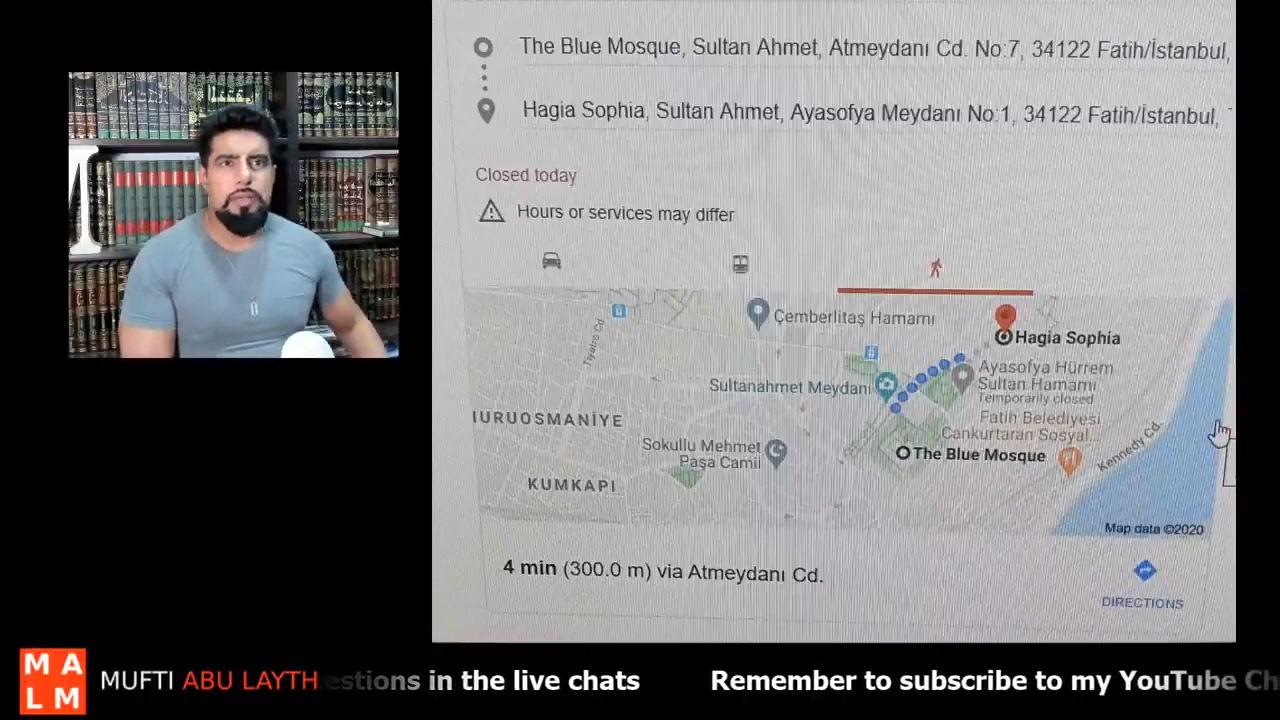 The Blue Mosque, Sultan Ahmet, Atmeydanı Cd. No:7, 34122 Fatih/İstanbul,
Hagia Sophia, Sultan Ahmet, Ayasofya Meydanı No:1, 34122 Fatih/İstanbul,
Closed today
Hours or services may differ
Tiyatro Cd
Çemberlitaş Hamamı
Hagia Sophia
Sultanahmet Meydanı
Ayasofya Hürrem
Sultan Hamamı
Temporarily closed
Fatih Belediyesi
Cankurtaran Sosyal...
IURUOSMANİYE
Sokullu Mehmet
Paşa Camii
The Blue Mosque
Kennedy Cd.
KUMKAPI
Map data ©2020
4 min (300.0 m) via Atmeydanı Cd.
DIRECTIONS
M A
L M
MUFTI ABU LAYTH estions in the live chats Remember to subscribe to my YouTube Ch